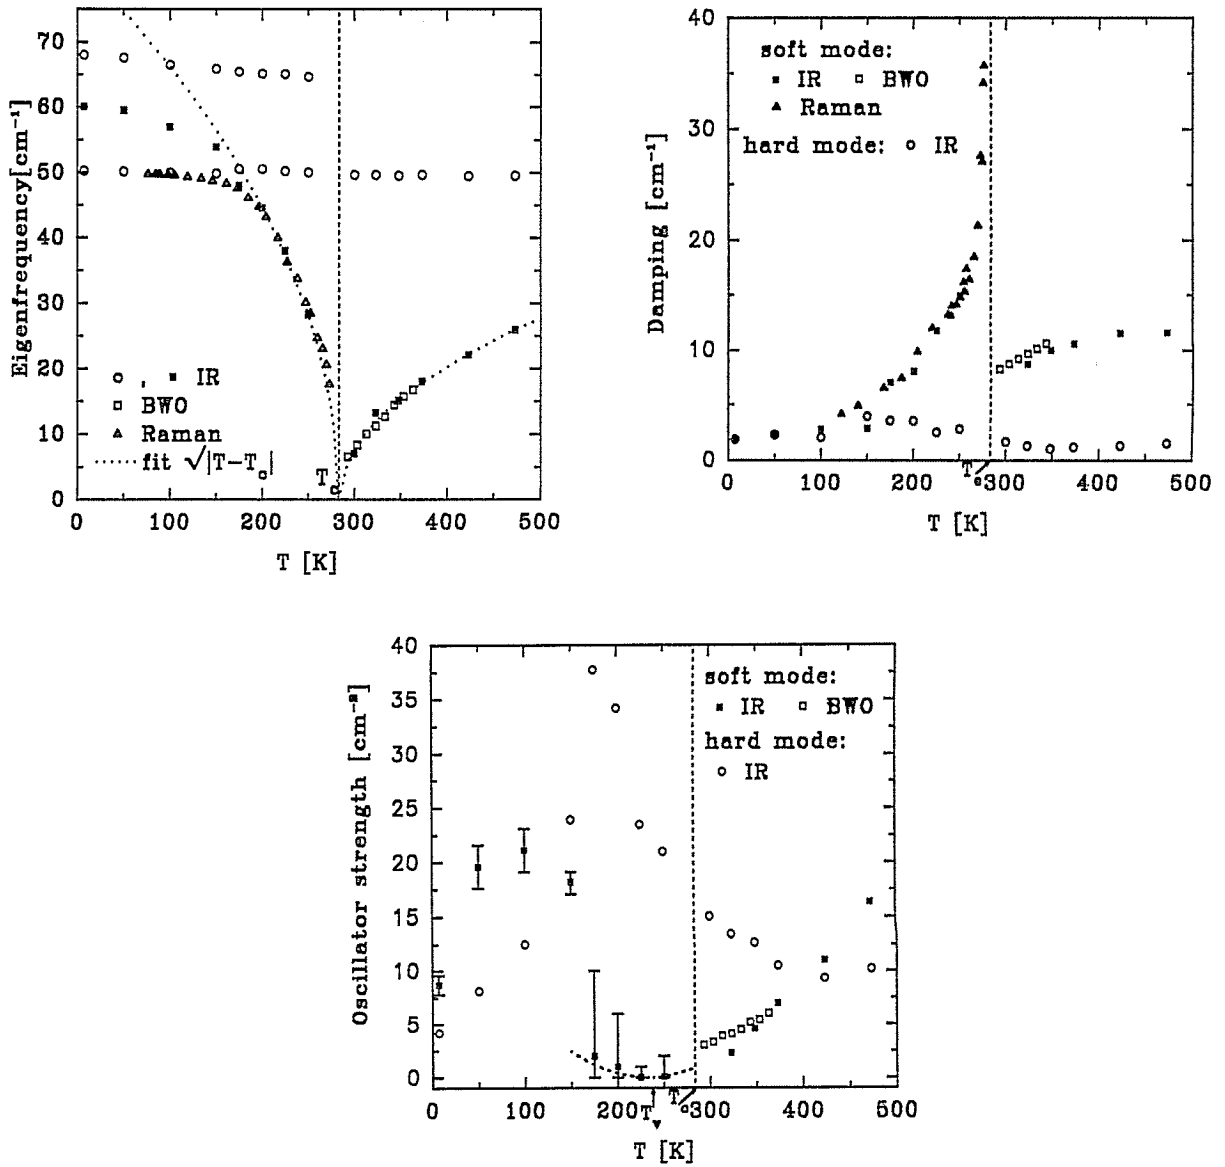 Eigenfrequency[cm⁻¹]
70
60
50
40
30
20
10
0
, IR
BWO
Raman
fit √|T-T₀|
T₀
0 100 200 300 400 500
T [K]
Damping [cm⁻¹]
40
30
20
10
0
soft mode:
IR BWO
Raman
hard mode: IR
T₀
0 100 200 300 400 500
T [K]
Oscillator strength [cm⁻²]
40
35
30
25
20
15
10
5
0
soft mode:
IR BWO
hard mode:
IR
0 100 200 300 400 500
Tᵥ T₀
T [K]